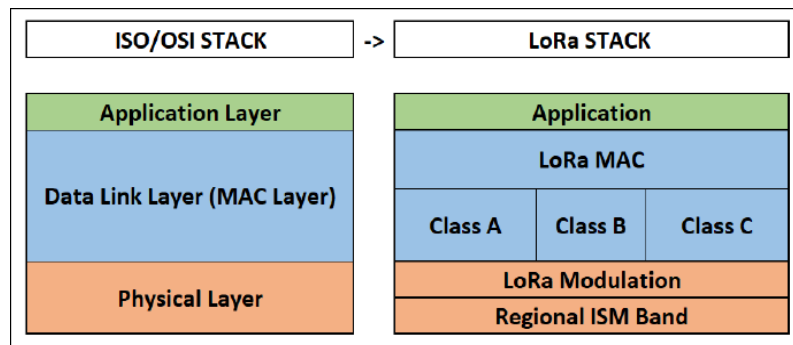 ISO/OSI STACK -> LoRa STACK
Application Layer
Data Link Layer (MAC Layer)
Physical Layer
Application
LoRa MAC
Class A Class B Class C
LoRa Modulation
Regional ISM Band